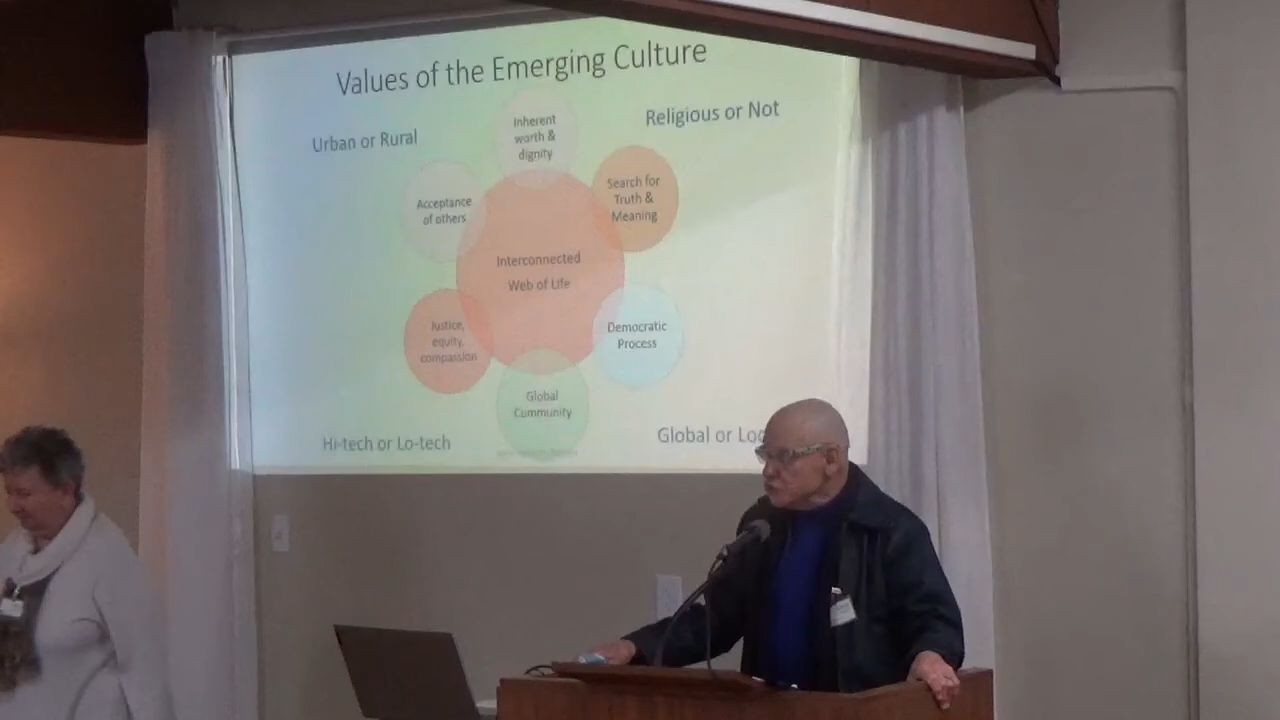 Values of the Emerging Culture
Urban or Rural
Religious or Not
Inherent
worth &
dignity
Acceptance
of others
Search for
Truth &
Meaning
Interconnected
Web of Life
Justice,
equity,
compassion
Democratic
Process
Global
Community
Hi-tech or Lo-tech
Global or